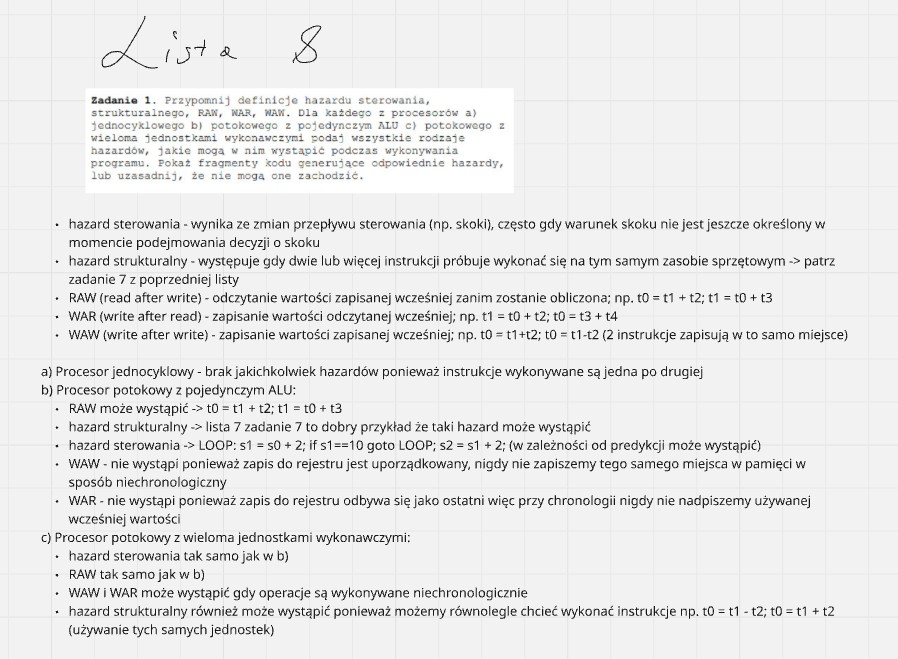 Lista 8
Zadanie 1. Przypomnij definicje hazardu sterowania,
strukturalnego, RAW, WAR, WAW. Dla każdego z procesorów a)
jednocyklowego b) potokowego z pojedynczym ALU c) potokowego z
wieloma jednostkami wykonawczymi podaj wszystkie rodzaje
hazardów, jakie mogą w nim wystąpić podczas wykonywania
programu. Pokaż fragmenty kodu generujące odpowiednie hazardy,
lub uzasadnij, że nie mogą one zachodzić.
• hazard sterowania - wynika ze zmian przepływu sterowania (np. skoki), często gdy warunek skoku nie jest jeszcze określony w
momencie podejmowania decyzji o skoku
• hazard strukturalny - występuje gdy dwie lub więcej instrukcji próbuje wykonać się na tym samym zasobie sprzętowym -> patrz
zadanie 7 z poprzedniej listy
• RAW (read after write) - odczytanie wartości zapisanej wcześniej zanim zostanie obliczona; np. t0 = t1 + t2; t1 = t0 + t3
• WAR (write after read) - zapisanie wartości odczytanej wcześniej; np. t1 = t0 + t2; t0 = t3 + t4
• WAW (write after write) - zapisanie wartości zapisanej wcześniej; np. t0 = t1+t2; t0 = t1-t2 (2 instrukcje zapisują w to samo miejsce)
a) Procesor jednocyklowy - brak jakichkolwiek hazardów ponieważ instrukcje wykonywane są jedna po drugiej
b) Procesor potokowy z pojedynczym ALU:
• RAW może wystąpić -> t0 = t1 + t2; t1 = t0 + t3
• hazard strukturalny -> lista 7 zadanie 7 to dobry przykład że taki hazard może wystąpić
• hazard sterowania -> LOOP: s1 = s0 + 2; if s1==10 goto LOOP; s2 = s1 + 2; (w zależności od predykcji może wystąpić)
• WAW - nie wystąpi ponieważ zapis do rejestru jest uporządkowany, nigdy nie zapiszemy tego samego miejsca w pamięci w
sposób niechronologiczny
• WAR - nie wystąpi ponieważ zapis do rejestru odbywa się jako ostatni więc przy chronologii nigdy nie nadpiszemy używanej
wcześniej wartości
c) Procesor potokowy z wieloma jednostkami wykonawczymi:
• hazard sterowania tak samo jak w b)
• RAW tak samo jak w b)
• WAW i WAR może wystąpić gdy operacje są wykonywane niechronologicznie
• hazard strukturalny również może wystąpić ponieważ możemy równolegle chcieć wykonać instrukcje np. t0 = t1 - t2; t0 = t1 + t2
(używanie tych samych jednostek)